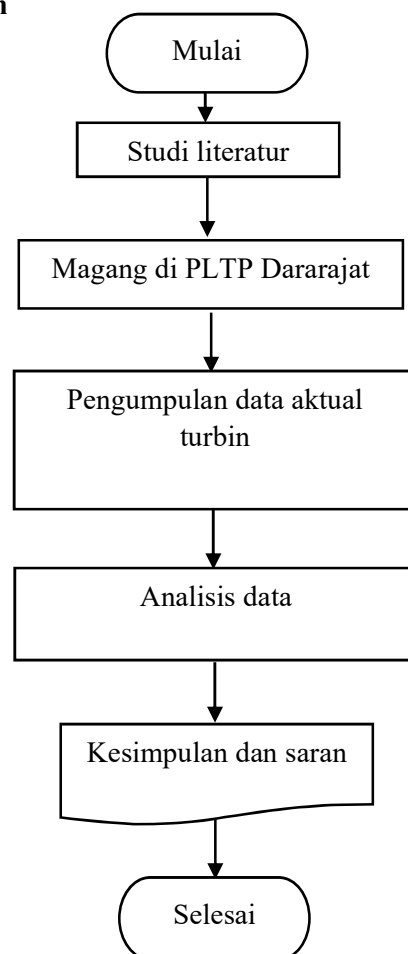 n
Mulai
Studi literatur
Magang di PLTP Dararajat
Pengumpulan data aktual
turbin
Analisis data
Kesimpulan dan saran
Selesai